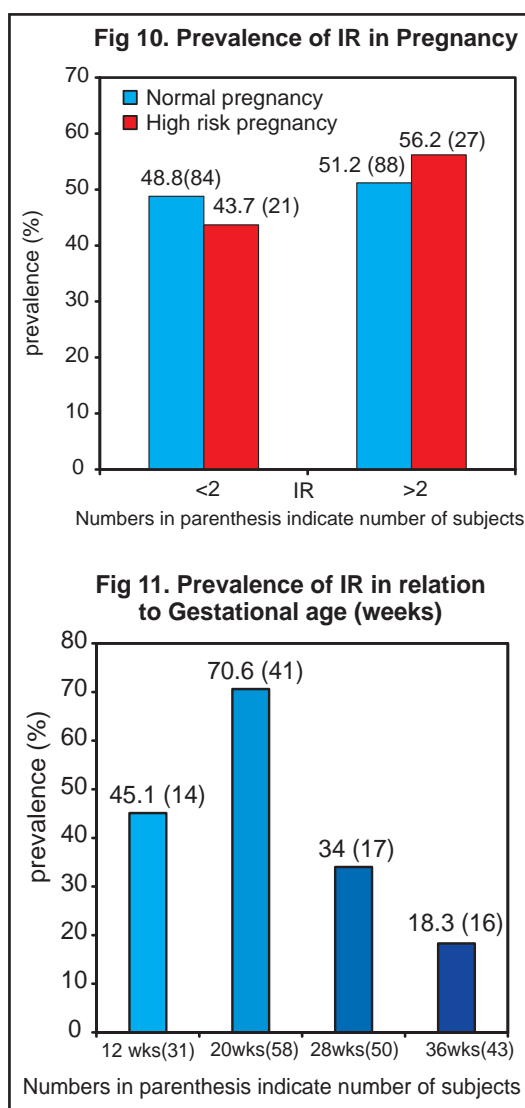 Fig 10. Prevalence of IR in Pregnancy
70
60
50
40
30
20
10
0
prevalence (%)
Normal pregnancy
High risk pregnancy
48.8(84)
43.7 (21)
51.2 (88)
56.2 (27)
<2 IR >2
Numbers in parenthesis indicate number of subjects
Fig 11. Prevalence of IR in relation
to Gestational age (weeks)
80
70
60
50
40
30
20
10
0
prevalence (%)
45.1 (14)
70.6 (41)
34 (17)
18.3 (16)
12 wks(31) 20wks(58) 28wks(50) 36wks(43)
Numbers in parenthesis indicate number of subjects